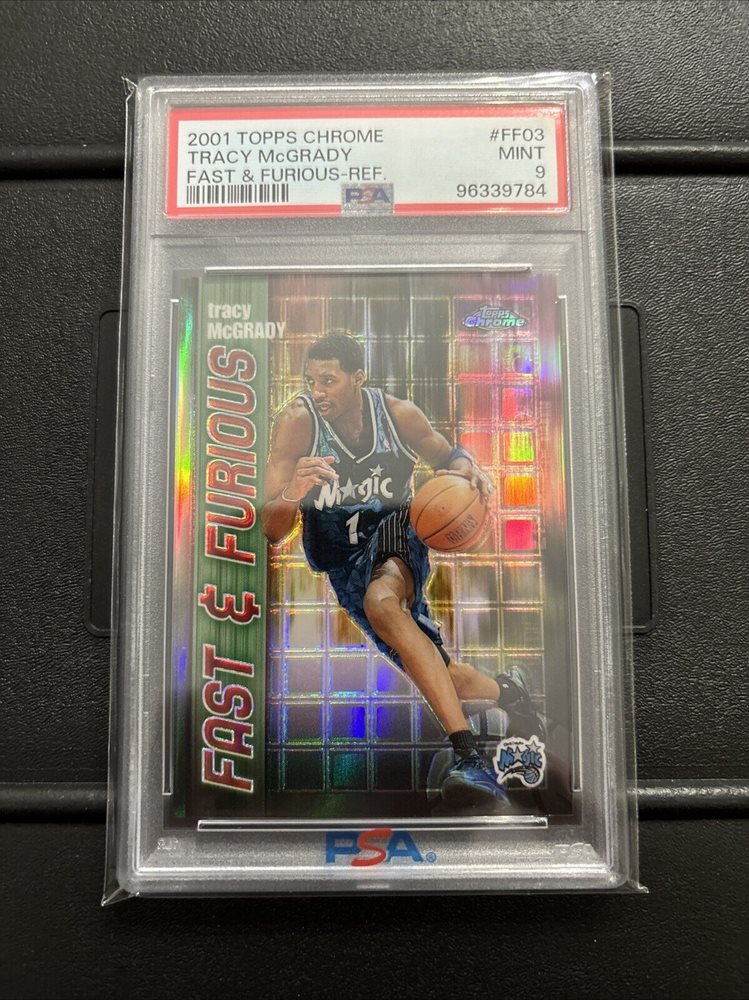 2001 TOPPS CHROME #FF03
TRACY McGRADY MINT
FAST & FURIOUS-REF. 9
PSA 96339784
tracy
McGRADY
FAST & FURIOUS
Topps
Chrome
Magic
1
Magic
PSA®